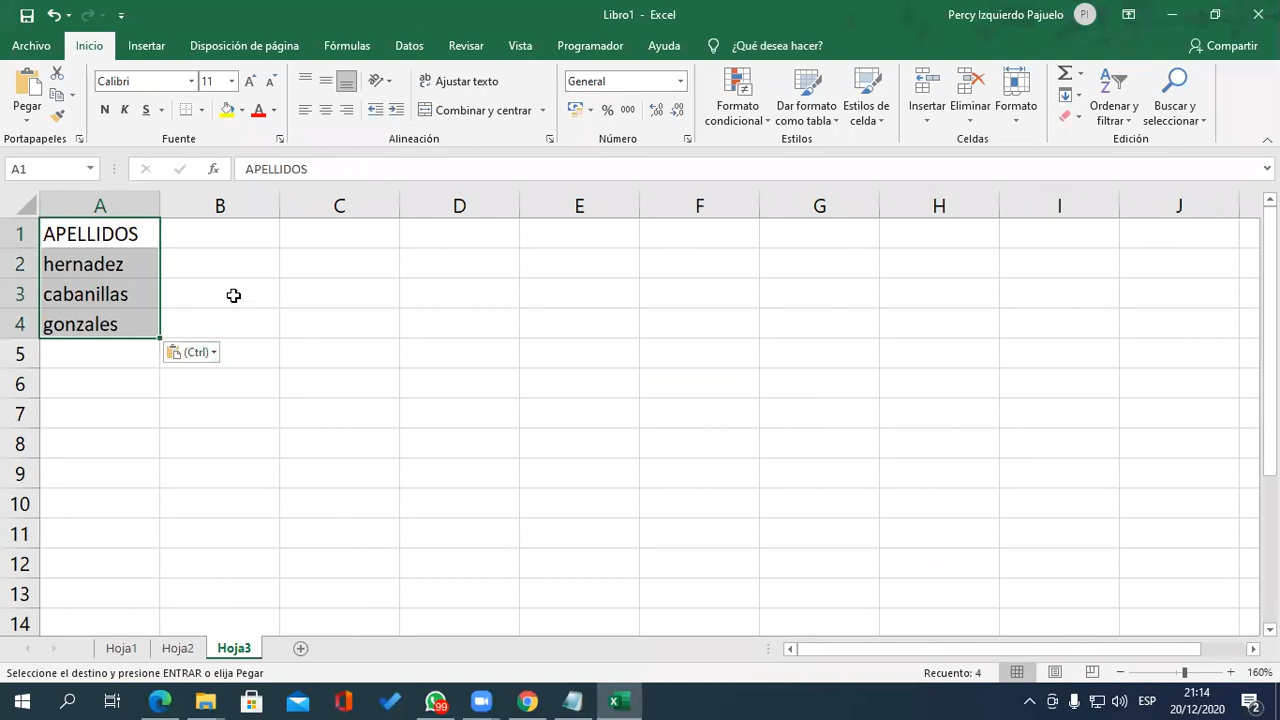 Libro1 - Excel
Percy Izquierdo Pajuelo
PI
Archivo Inicio Insertar Disposición de página Fórmulas Datos Revisar Vista Programador Ayuda ¿Qué desea hacer? Compartir
Pegar
Portapapeles
Calibri 11
N K S
A
Fuente
Ajustar texto
Combinar y centrar
Alineación
General
% 000
Número
Formato condicional
Dar formato como tabla
Estilos de celda
Estilos
Insertar
Eliminar
Formato
Celdas
Ordenar y filtrar
Buscar y seleccionar
Edición
A1 fx APELLIDOS
A B C D E F G H I J
1 APELLIDOS
2 hernadez
3 cabanillas
4 gonzales
(Ctrl)
5
6
7
8
9
10
11
12
13
14
Hoja1 Hoja2 Hoja3
Seleccione el destino y presione ENTRAR o elija Pegar Recuento: 4 160%
99
ESP
21:14
20/12/2020
2